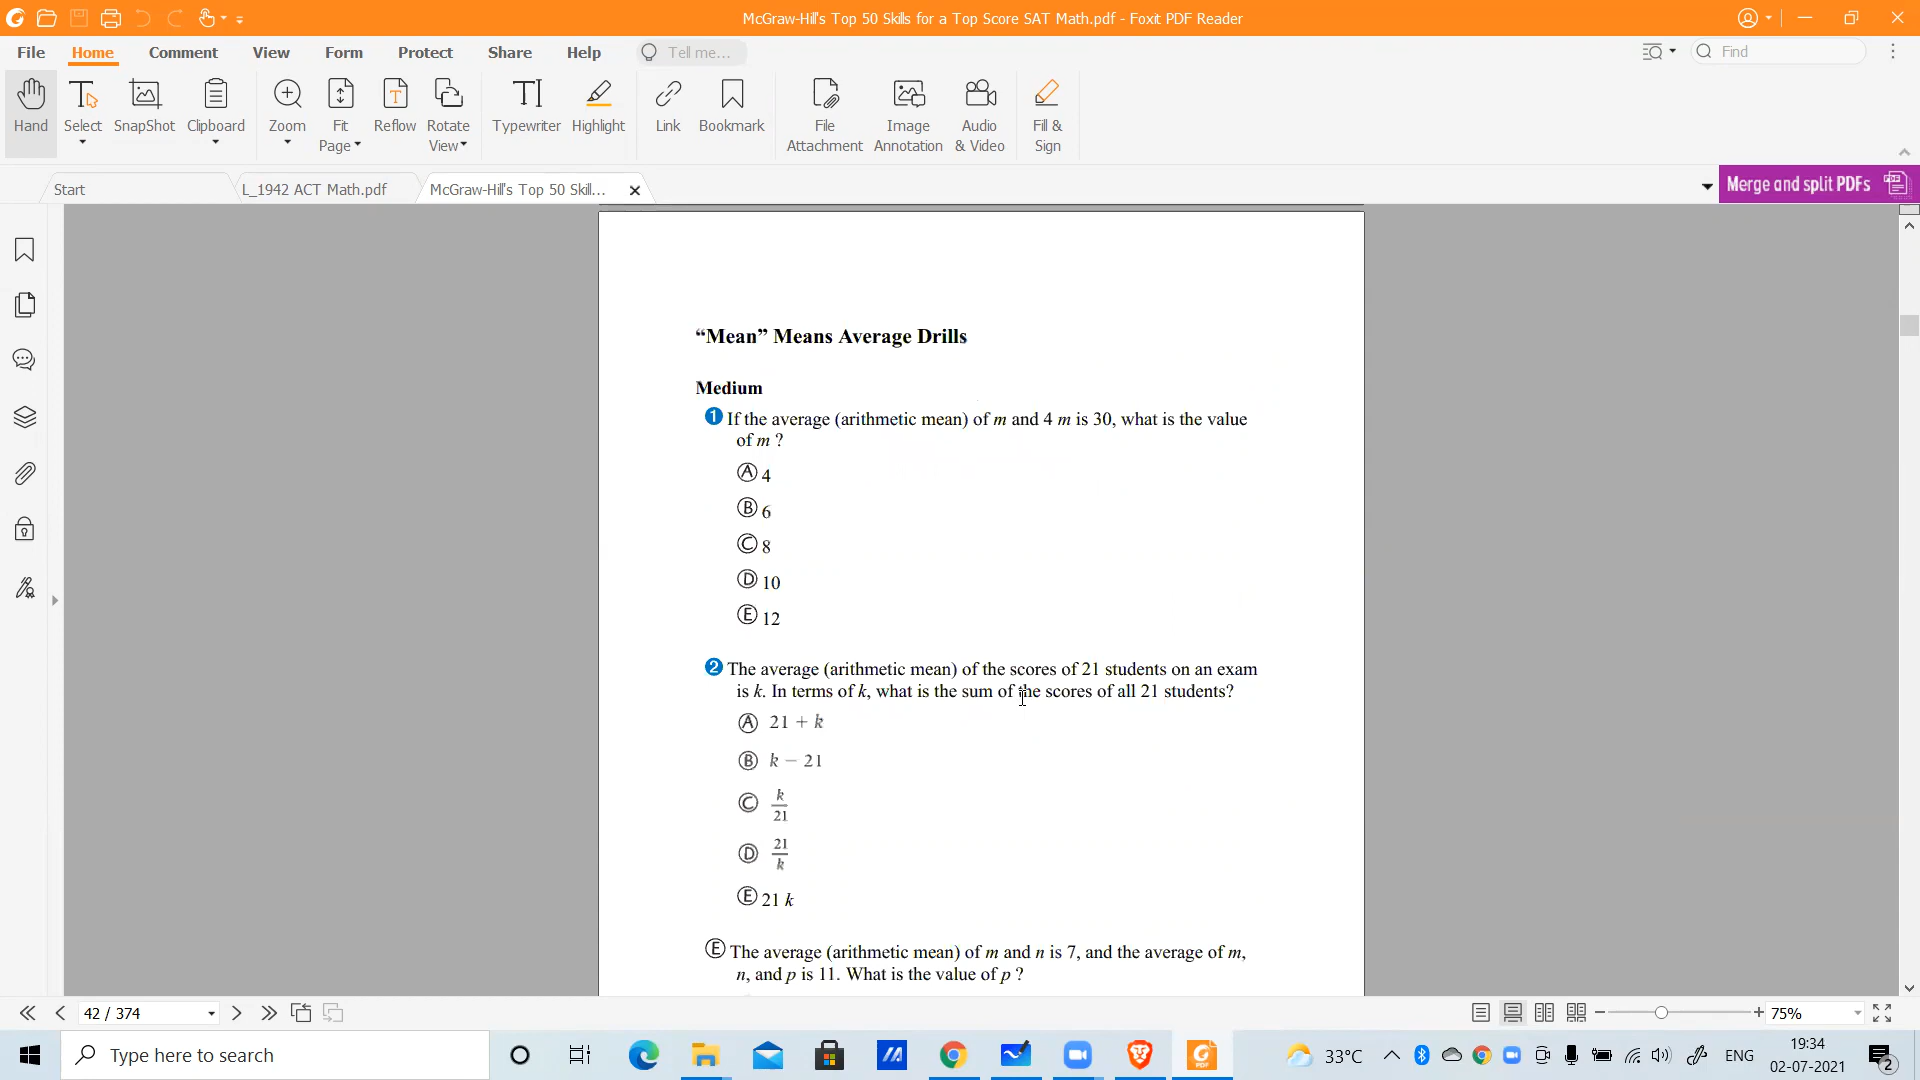 McGraw-Hill's Top 50 Skills for a Top Score SAT Math.pdf - Foxit PDF Reader
File Home Comment View Form Protect Share Help Tell me... Find
Hand Select SnapShot Clipboard Zoom Fit Page Reflow Rotate View Typewriter Highlight Link Bookmark File Attachment Image Annotation Audio & Video Fill & Sign
Start L_1942 ACT Math.pdf McGraw-Hill's Top 50 Skill... Merge and split PDFs
“Mean” Means Average Drills
Medium
1 If the average (arithmetic mean) of m and 4 m is 30, what is the value
of m ?
A 4
B 6
C 8
D 10
E 12
2 The average (arithmetic mean) of the scores of 21 students on an exam
is k. In terms of k, what is the sum of the scores of all 21 students?
A 21 + k
B k − 21
C k/21
D 21/k
E 21 k
E The average (arithmetic mean) of m and n is 7, and the average of m,
n, and p is 11. What is the value of p ?
42 / 374 75%
Type here to search 33°C ENG 19:34
02-07-2021 2